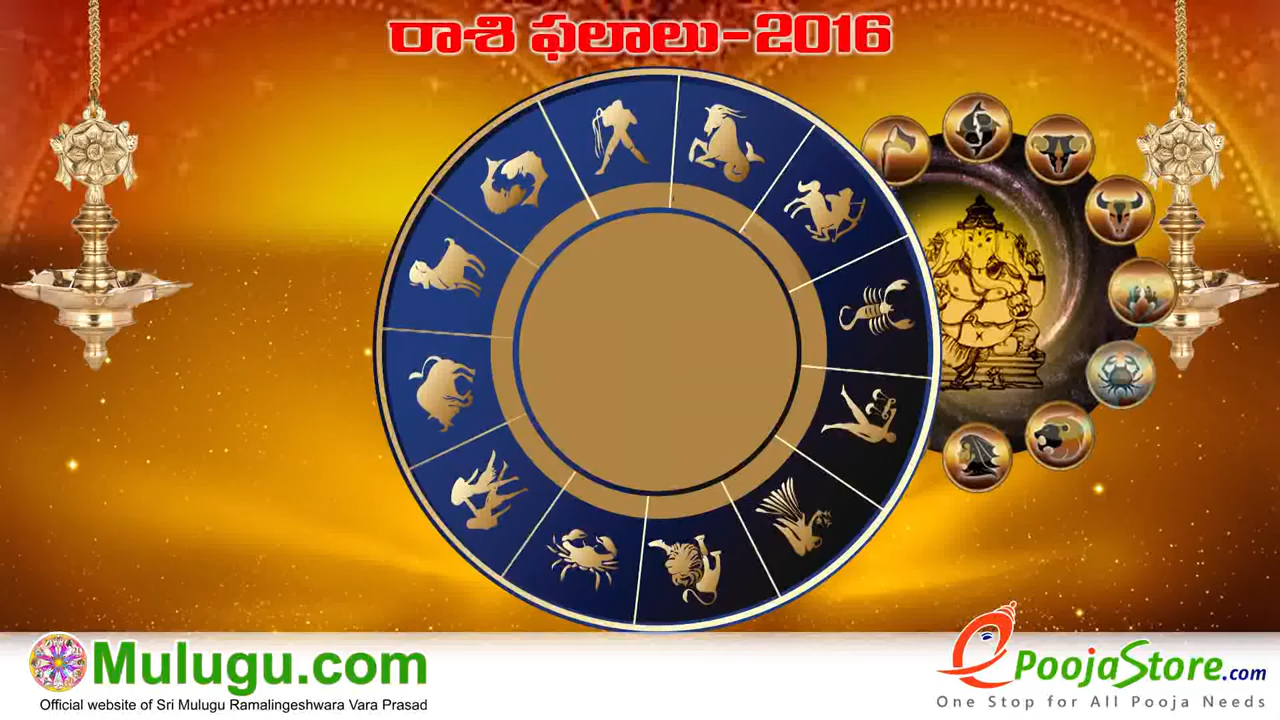 రాశి ఫలాలు-2016
Mulugu.com
Official website of Sri Mulugu Ramalingeshwara Vara Prasad
ePoojaStore.com
One Stop for All Pooja Needs